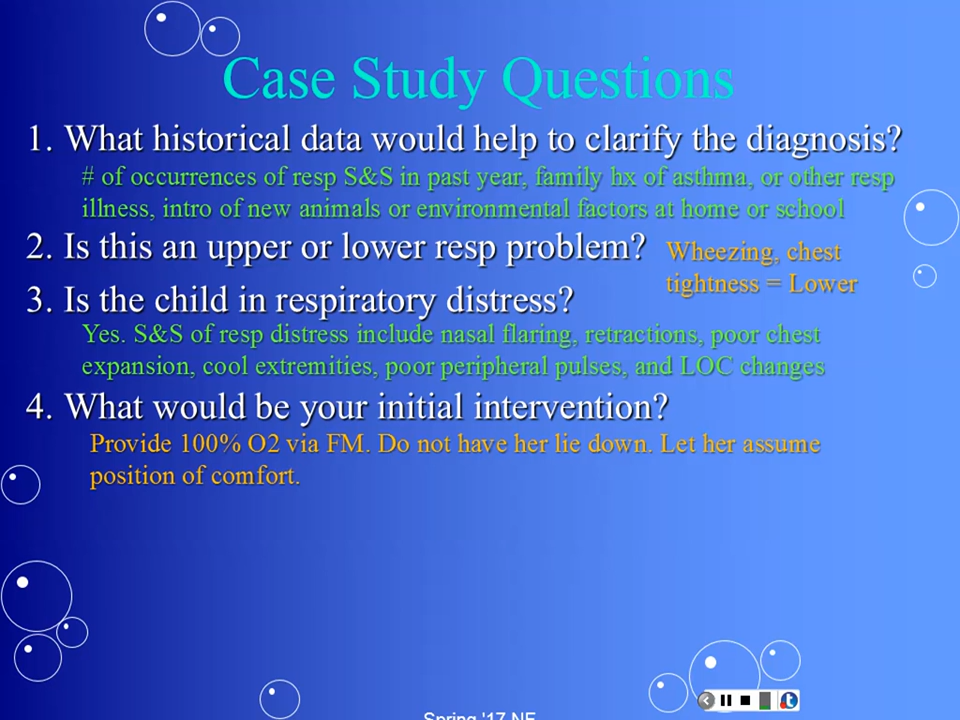 Case Study Questions
1. What historical data would help to clarify the diagnosis?
# of occurrences of resp S&S in past year, family hx of asthma, or other resp
illness, intro of new animals or environmental factors at home or school
2. Is this an upper or lower resp problem?
Wheezing, chest
tightness = Lower
3. Is the child in respiratory distress?
Yes. S&S of resp distress include nasal flaring, retractions, poor chest
expansion, cool extremities, poor peripheral pulses, and LOC changes
4. What would be your initial intervention?
Provide 100% O2 via FM. Do not have her lie down. Let her assume
position of comfort.
Spring '17 NF